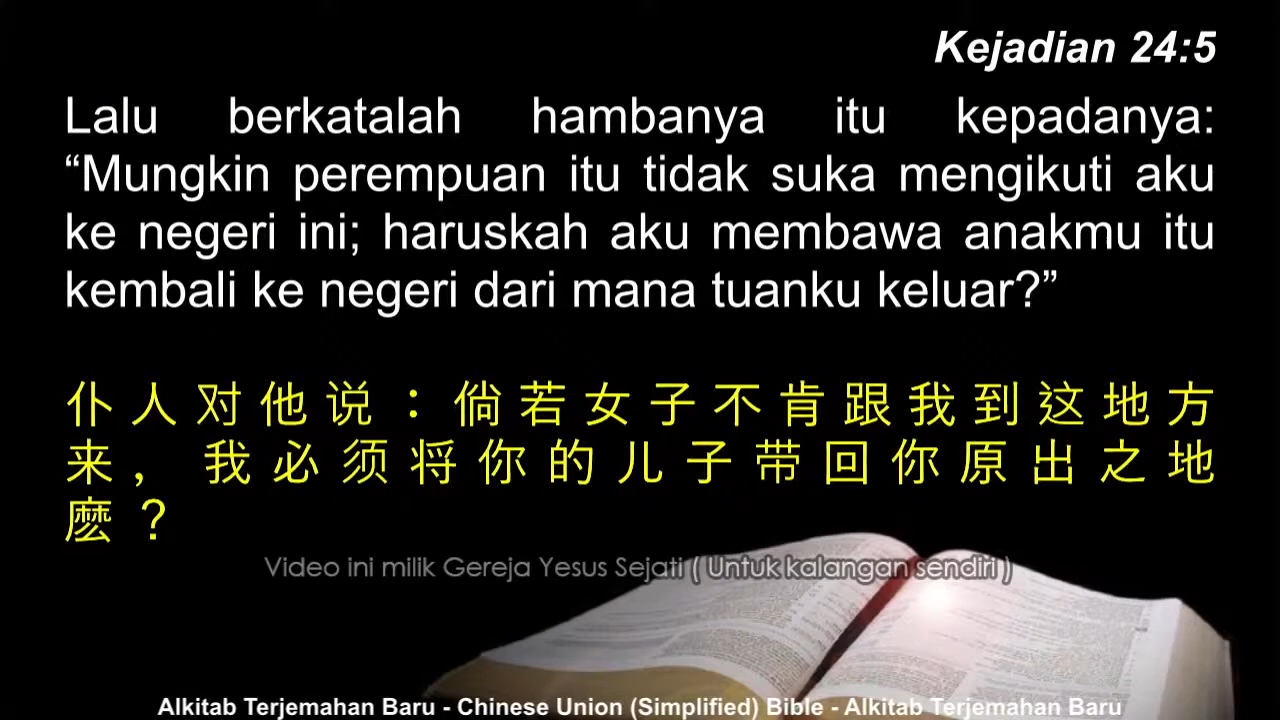 Kejadian 24:5
Lalu berkatalah hambanya itu kepadanya:
“Mungkin perempuan itu tidak suka mengikuti aku
ke negeri ini; haruskah aku membawa anakmu itu
kembali ke negeri dari mana tuanku keluar?”
仆人对他说：倘若女子不肯跟我到这地方
来，我必须将你的儿子带回你原出之地
麽？
Video ini milik Gereja Yesus Sejati ( Untuk kalangan sendiri )
Alkitab Terjemahan Baru - Chinese Union (Simplified) Bible - Alkitab Terjemahan Baru